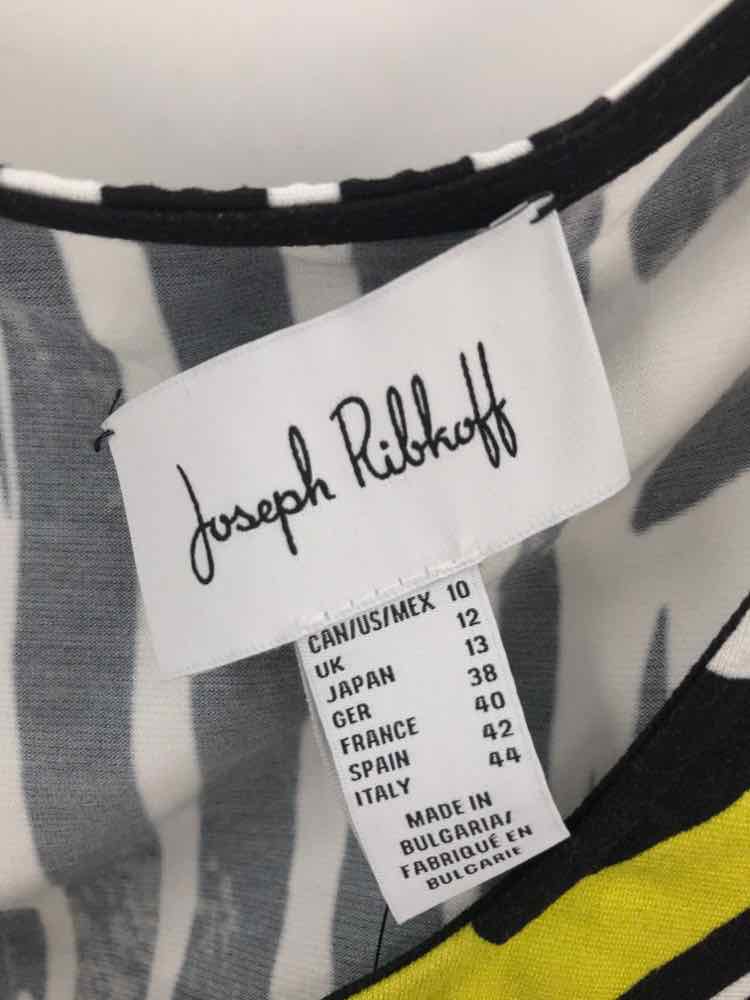 Joseph Ribkoff
CAN/US/MEX 10
UK 12
JAPAN 13
GER 38
FRANCE 40
SPAIN 42
ITALY 44
MADE IN
BULGARIA/
FABRIQUÉ EN
BULGARIE